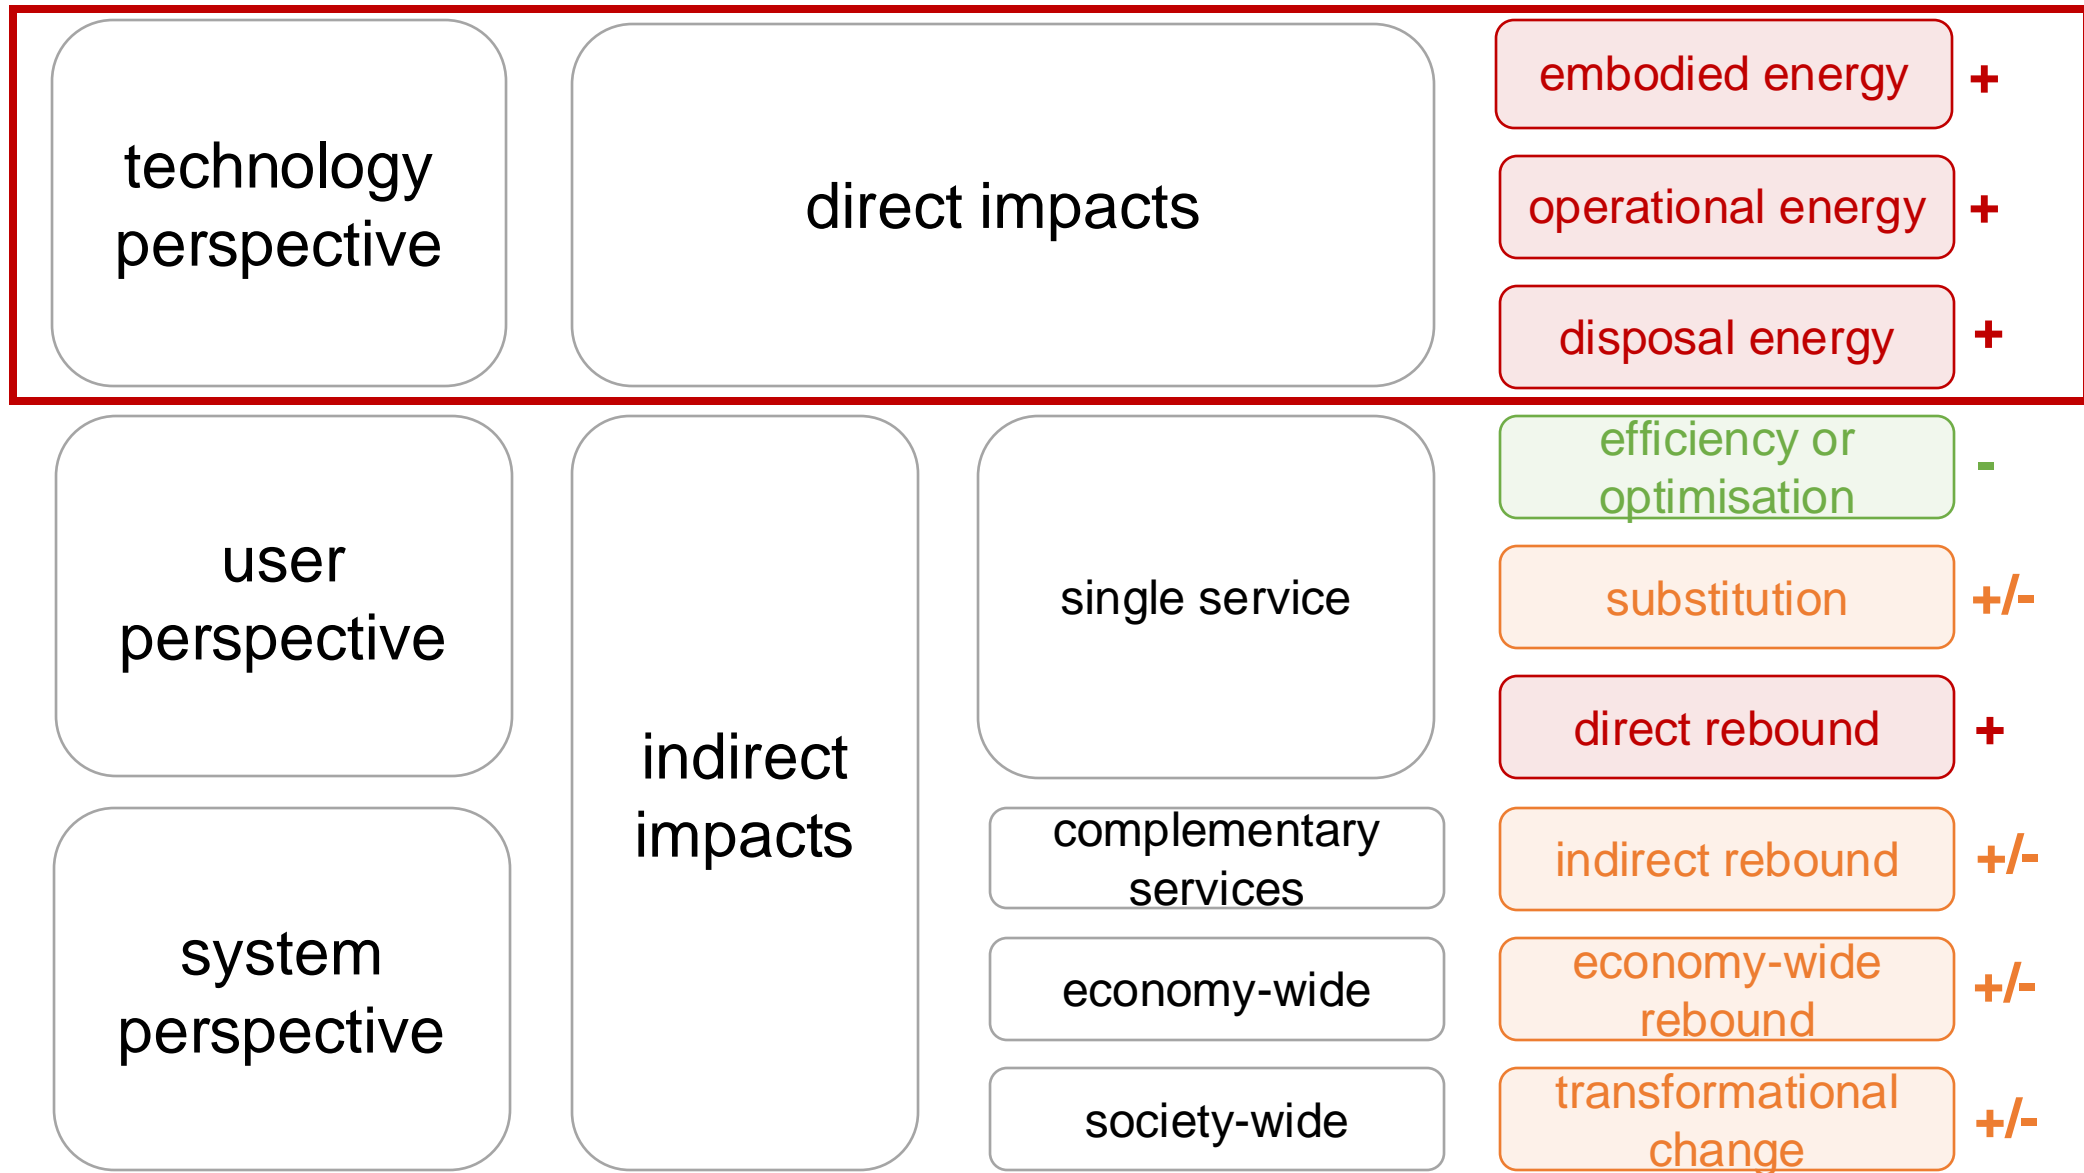 technology
perspective
direct impacts
embodied energy +
operational energy +
disposal energy +
user
perspective
indirect
impacts
single service
efficiency or
optimisation -
substitution +/-
direct rebound +
system
perspective
complementary
services
indirect rebound +/-
economy-wide
economy-wide
rebound +/-
society-wide
transformational
change +/-